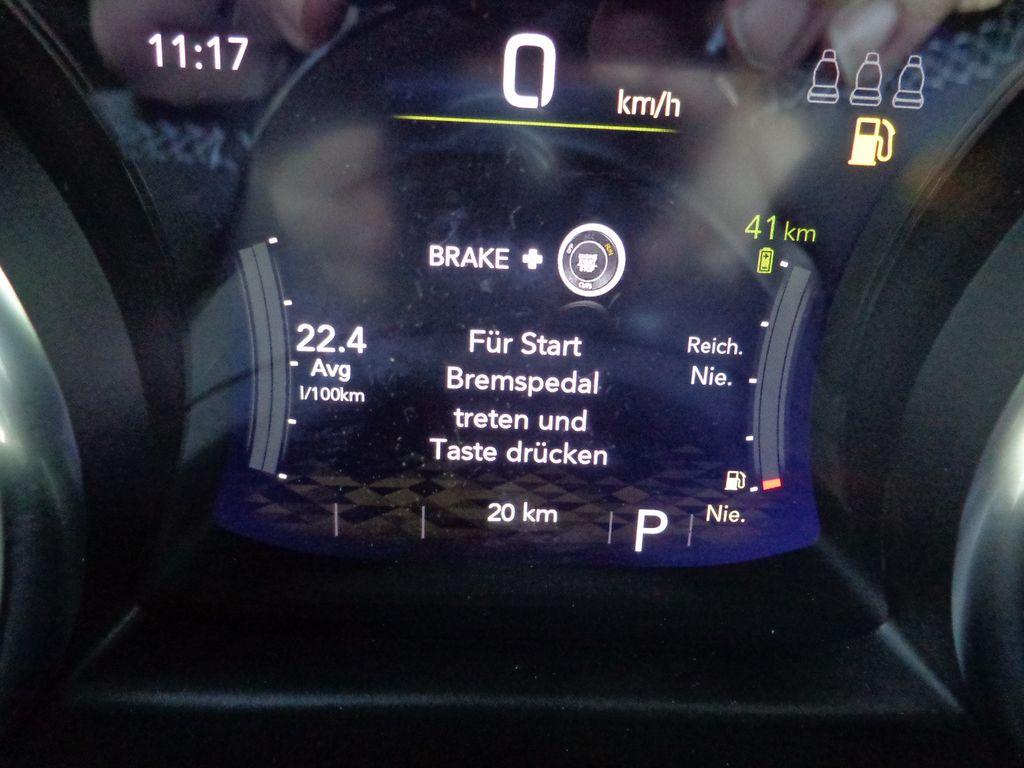 11:17
0
km/h
41 km
BRAKE +
22.4
Avg
l/100km
Für Start
Bremspedal
treten und
Taste drücken
Reich.
Nie.
20 km
P
Nie.